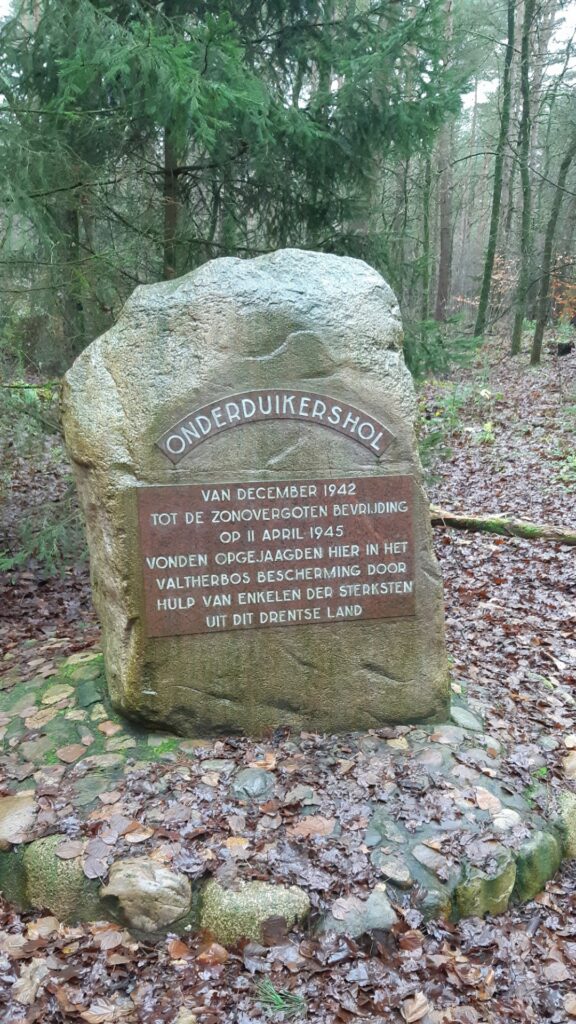 ONDERDUIKERSHOL
VAN DECEMBER 1942
TOT DE ZONOVERGOTEN BEVRIJDING
OP 11 APRIL 1945
VONDEN OPGEJAAGDEN HIER IN HET
VALTHERBOS BESCHERMING DOOR
HULP VAN ENKELEN DER STERKSTEN
UIT DIT DRENTSE LAND